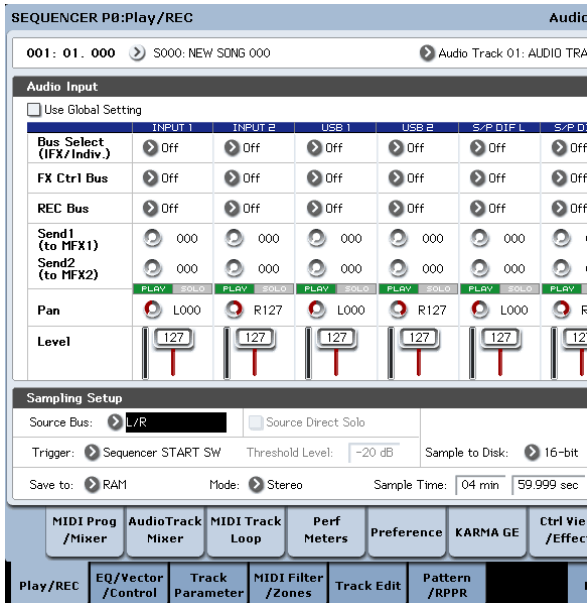 SEQUENCER P0:Play/REC Audio
001: 01. 000 S000: NEW SONG 000 Audio Track 01: AUDIO TRA
Audio Input
Use Global Setting
INPUT 1 INPUT 2 USB 1 USB 2 S/P DIF L S/P DI
Bus Select
(IFX/Indiv.) Off Off Off Off Off Off
FX Ctrl Bus Off Off Off Off Off Off
REC Bus Off Off Off Off Off Off
Send1
(to MFX1) 000 000 000 000 000
Send2
(to MFX2) 000 000 000 000 000
PLAY SOLO PLAY SOLO PLAY SOLO PLAY SOLO PLAY SOLO PLAY
Pan L000 R127 L000 R127 L000 R
Level 127 127 127 127 127 12
Sampling Setup
Source Bus: L/R Source Direct Solo
Trigger: Sequencer START SW Threshold Level: -20 dB Sample to Disk: 16-bit
Save to: RAM Mode: Stereo Sample Time: 04 min 59.999 sec
MIDI Prog
/Mixer AudioTrack
Mixer MIDI Track
Loop Perf
Meters Preference KARMA GE Ctrl Vie
/Effec
Play/REC EQ/Vector
/Control Track
Parameter MIDI Filter
/Zones Track Edit Pattern
/RPPR